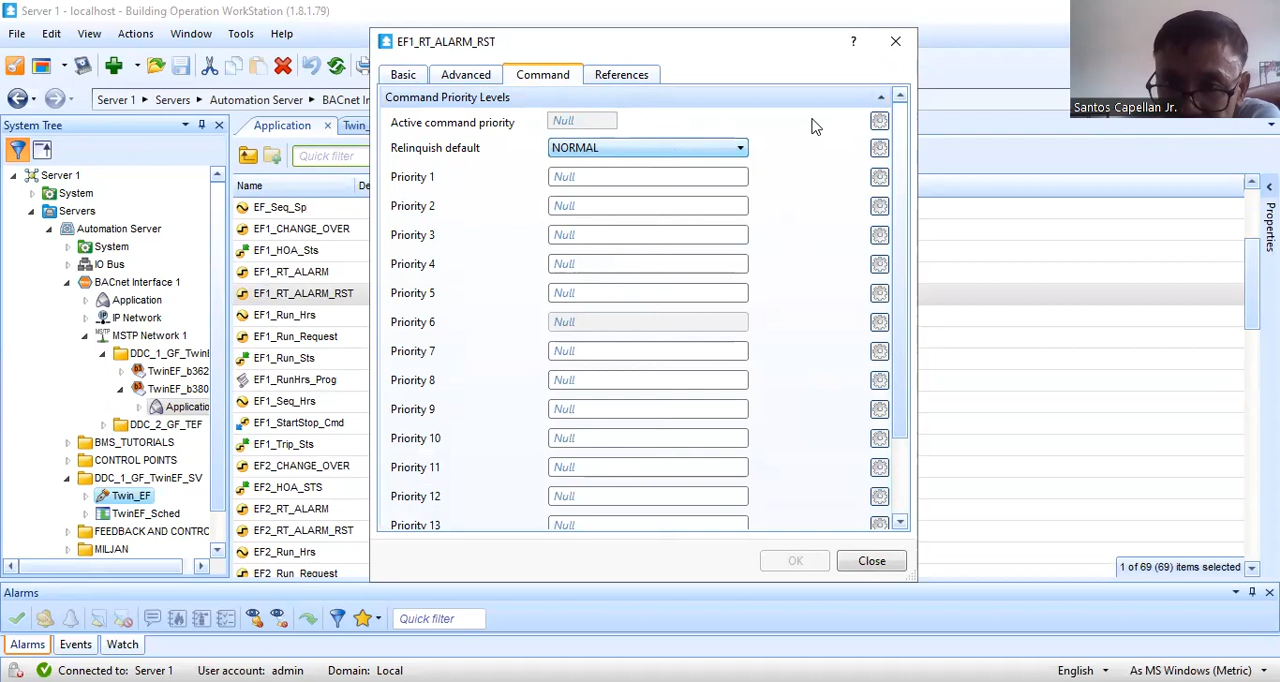 Server 1 - localhost - Building Operation WorkStation (1.8.1.79)
File Edit View Actions Window Tools Help
Server 1 ▸ Servers ▸ Automation Server ▸ BACnet
System Tree
Application
Twin_
Quick filter
Name
De
Server 1
System
Servers
Automation Server
System
IO Bus
BACnet Interface 1
Application
IP Network
MSTP Network 1
DDC_1_GF_TwinE
TwinEF_b362
TwinEF_b380
Applicatio
DDC_2_GF_TEF
BMS_TUTORIALS
CONTROL POINTS
DDC_1_GF_TwinEF_SV
Twin_EF
TwinEF_Sched
FEEDBACK AND CONTRO
MILJAN
EF_Seq_Sp
EF1_CHANGE_OVER
EF1_HOA_Sts
EF1_RT_ALARM
EF1_RT_ALARM_RST
EF1_Run_Hrs
EF1_Run_Request
EF1_Run_Sts
EF1_RunHrs_Prog
EF1_Seq_Hrs
EF1_StartStop_Cmd
EF1_Trip_Sts
EF2_CHANGE_OVER
EF2_HOA_STS
EF2_RT_ALARM
EF2_RT_ALARM_RST
EF2_Run_Hrs
EF2_Run_Request
EF1_RT_ALARM_RST
?
Basic Advanced Command References
Command Priority Levels
Active command priority Null
Relinquish default NORMAL
Priority 1 Null
Priority 2 Null
Priority 3 Null
Priority 4 Null
Priority 5 Null
Priority 6 Null
Priority 7 Null
Priority 8 Null
Priority 9 Null
Priority 10 Null
Priority 11 Null
Priority 12 Null
Priority 13 Null
OK Close
Santos Capellan Jr.
Properties
1 of 69 (69) items selected
Alarms
Quick filter
Alarms Events Watch
Connected to: Server 1 User account: admin Domain: Local English As MS Windows (Metric)